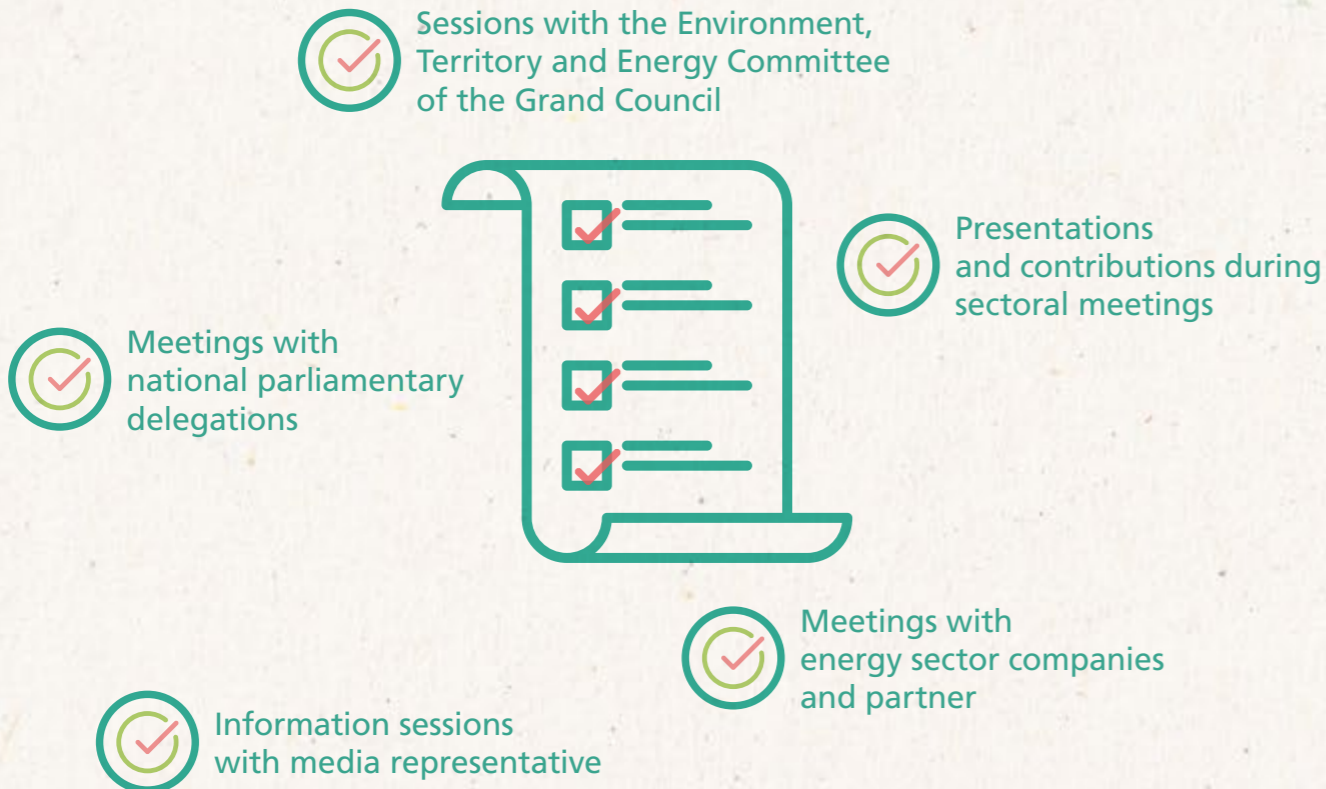 Sessions with the Environment,
Territory and Energy Committee
of the Grand Council
Presentations
and contributions during
sectoral meetings
Meetings with
national parliamentary
delegations
Meetings with
energy sector companies
and partner
Information sessions
with media representative